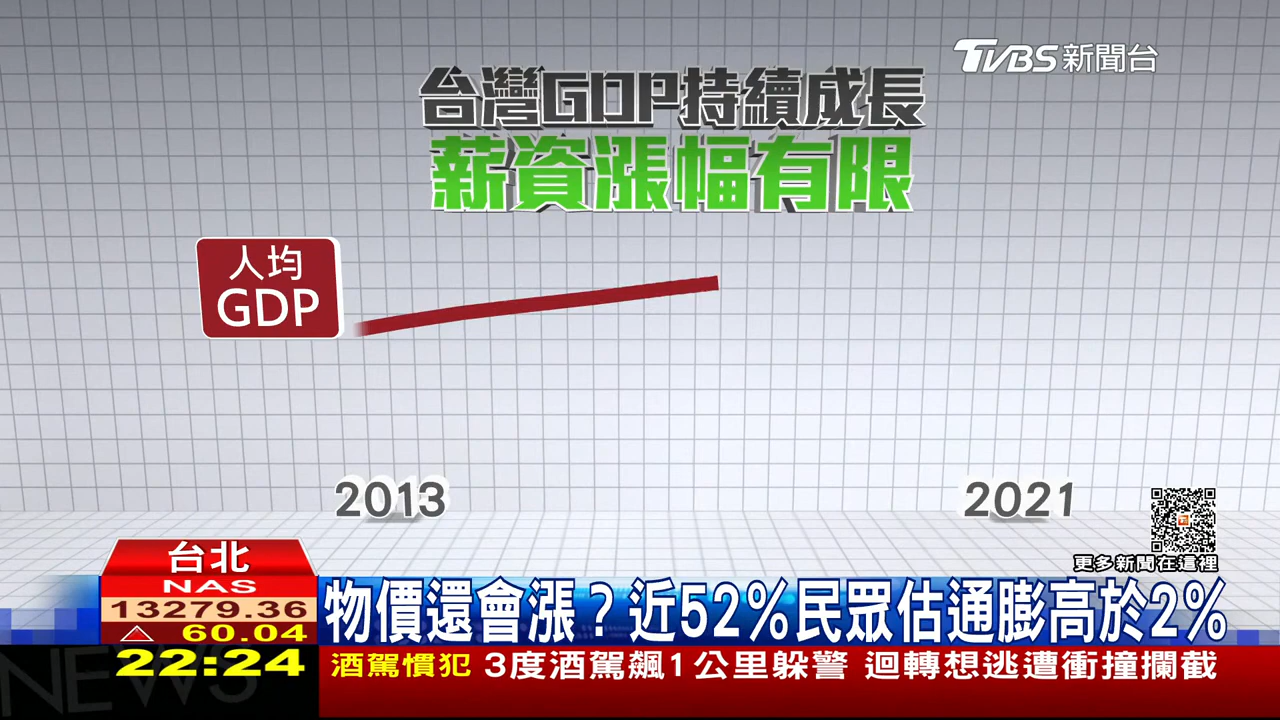 TVBS新聞台
台灣GDP持續成長
薪資漲幅有限
人均
GDP
2013
2021
更多新聞在這裡
台北
NAS
13279.36
60.04
22:24
物價還會漲？近52%民眾估通膨高於2%
酒駕慣犯 3度酒駕飆1公里躲警 迴轉想逃遭衝撞攔截
NEWS